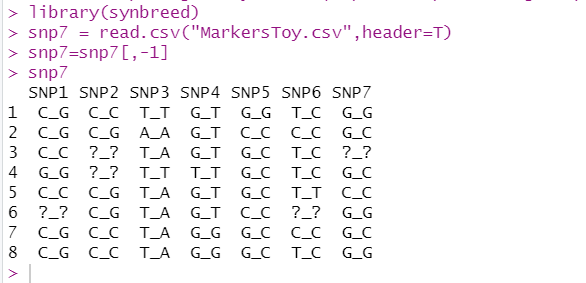 > library(synbreed)
> snp7 = read.csv("MarkersToy.csv",header=T)
> snp7=snp7[,-1]
> snp7
  SNP1 SNP2 SNP3 SNP4 SNP5 SNP6 SNP7
1 C_G C_C T_T G_T G_G T_C G_G
2 C_G C_G A_A G_T C_C C_C G_C
3 C_C ?_? T_A G_T G_C T_C ?_?
4 G_G ?_? T_T T_T G_C T_C G_C
5 C_C C_G T_A G_T G_C T_T C_C
6 ?_? C_G T_A G_T C_C ?_? G_G
7 C_G C_C T_A G_G G_C C_C G_C
8 C_G C_C T_A G_G G_C T_C G_G
>